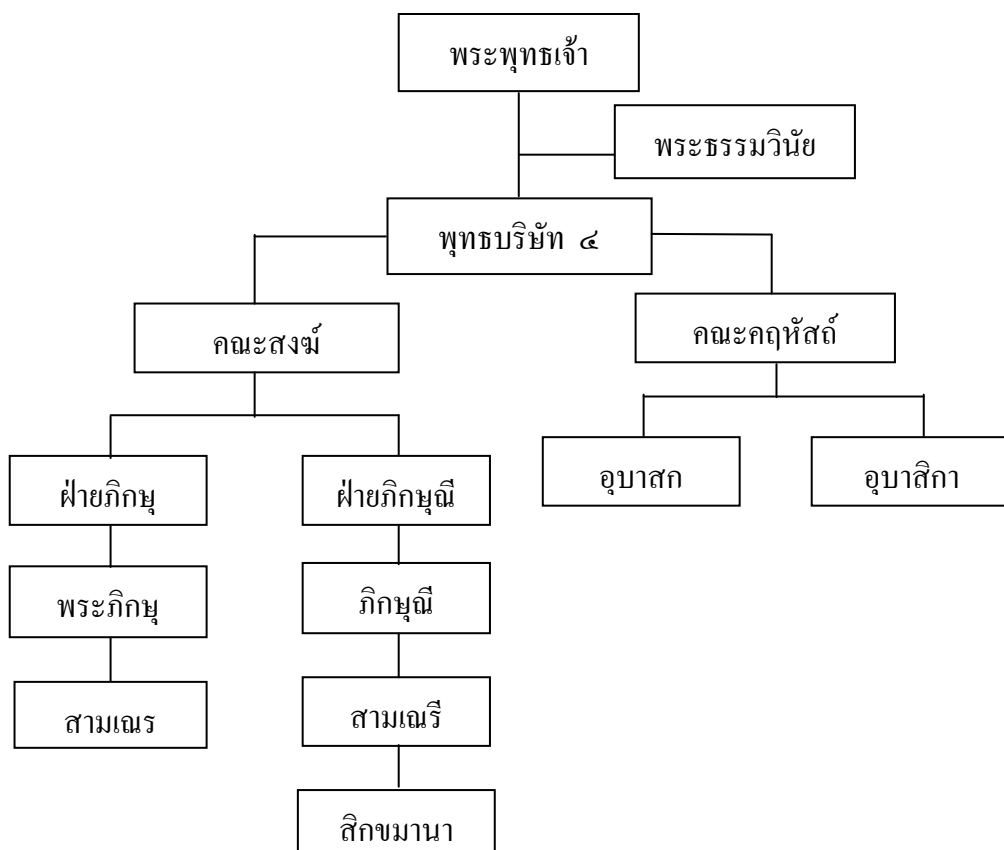 พระพุทธเจ้า
พระธรรมวินัย
พุทธบริษัท ๔
คณะสงฆ์
คณะคฤหัสถ์
อุบาสก
อุบาสิกา
ฝ่ายภิกษุ
ฝ่ายภิกษุณี
พระภิกษุ
ภิกษุณี
สามเณร
สามเณรี
สิกขมานา